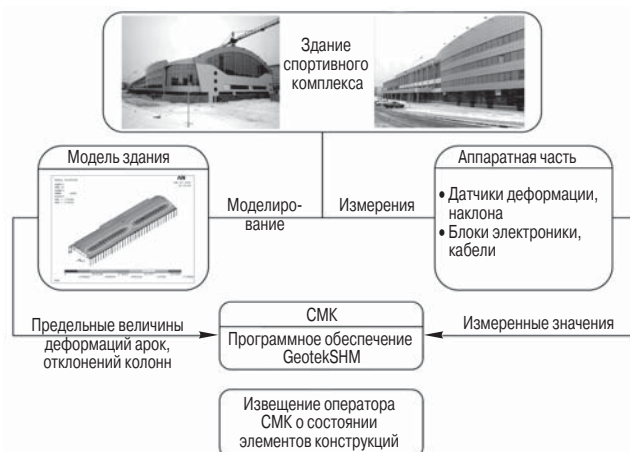 Здание
спортивного
комплекса
Модель здания
Моделиро-
вание
Измерения
Аппаратная часть
• Датчики деформации,
наклона
• Блоки электроники,
кабели
Предельные величины
деформаций арок,
отклонений колонн
СМК
Программное обеспечение
GeotekSHM
Измеренные значения
Извещение оператора
СМК о состоянии
элементов конструкций